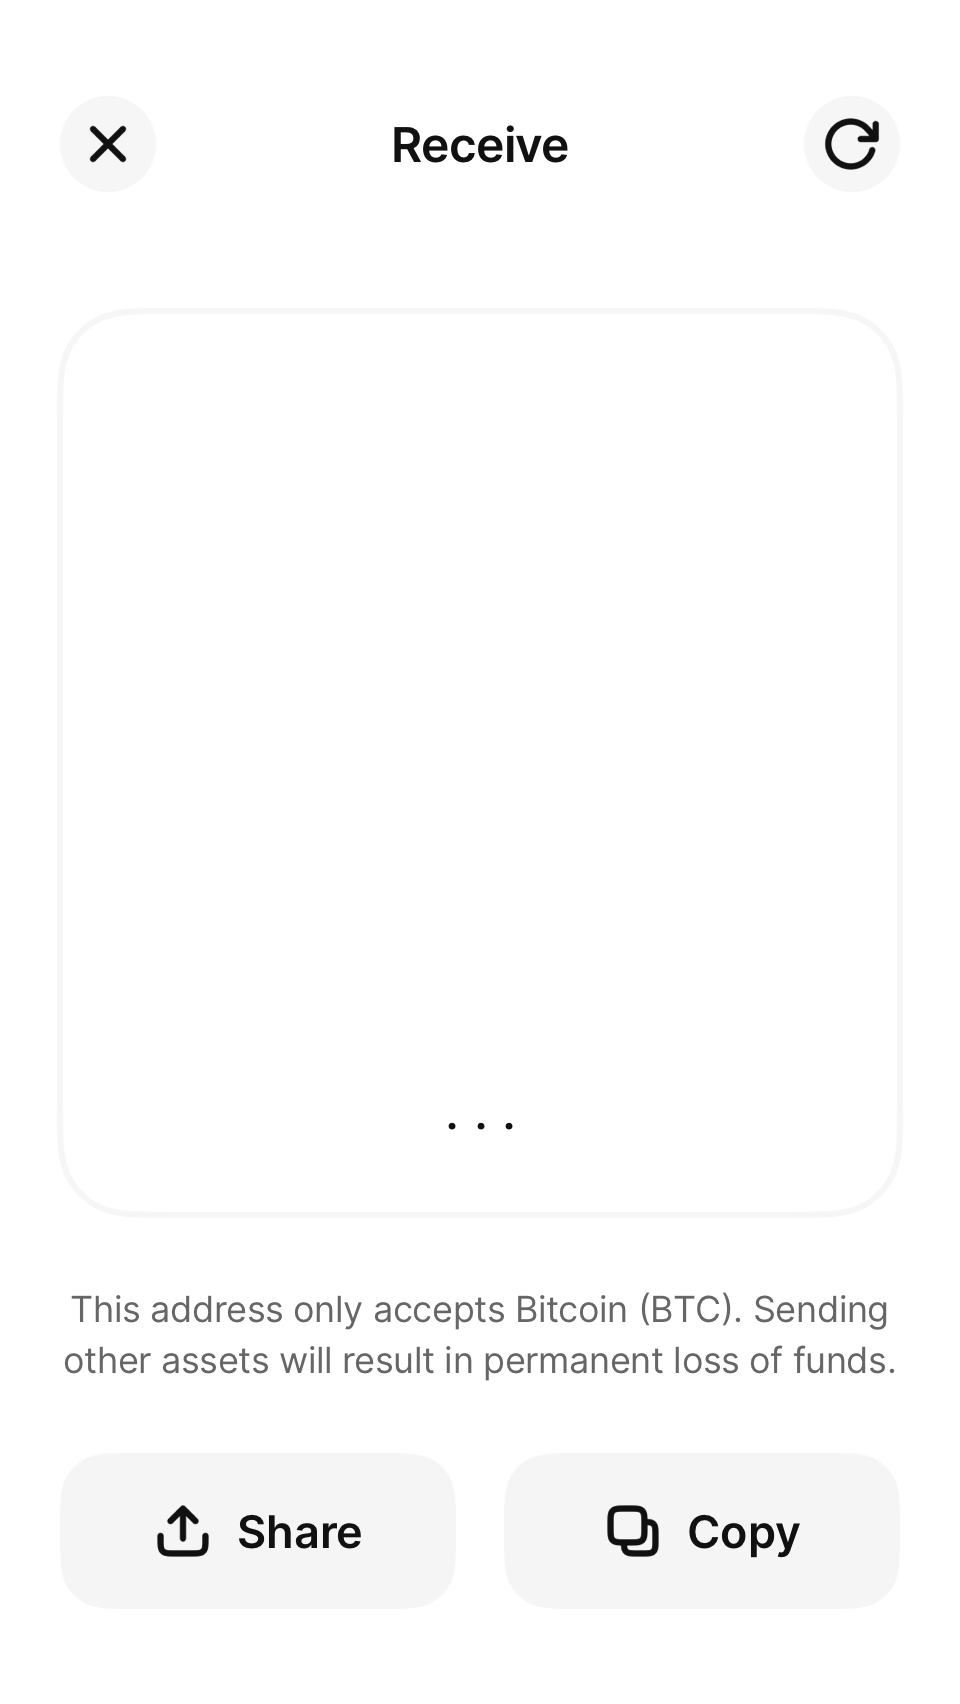 Receive
...
This address only accepts Bitcoin (BTC). Sending
other assets will result in permanent loss of funds.
Share
Copy